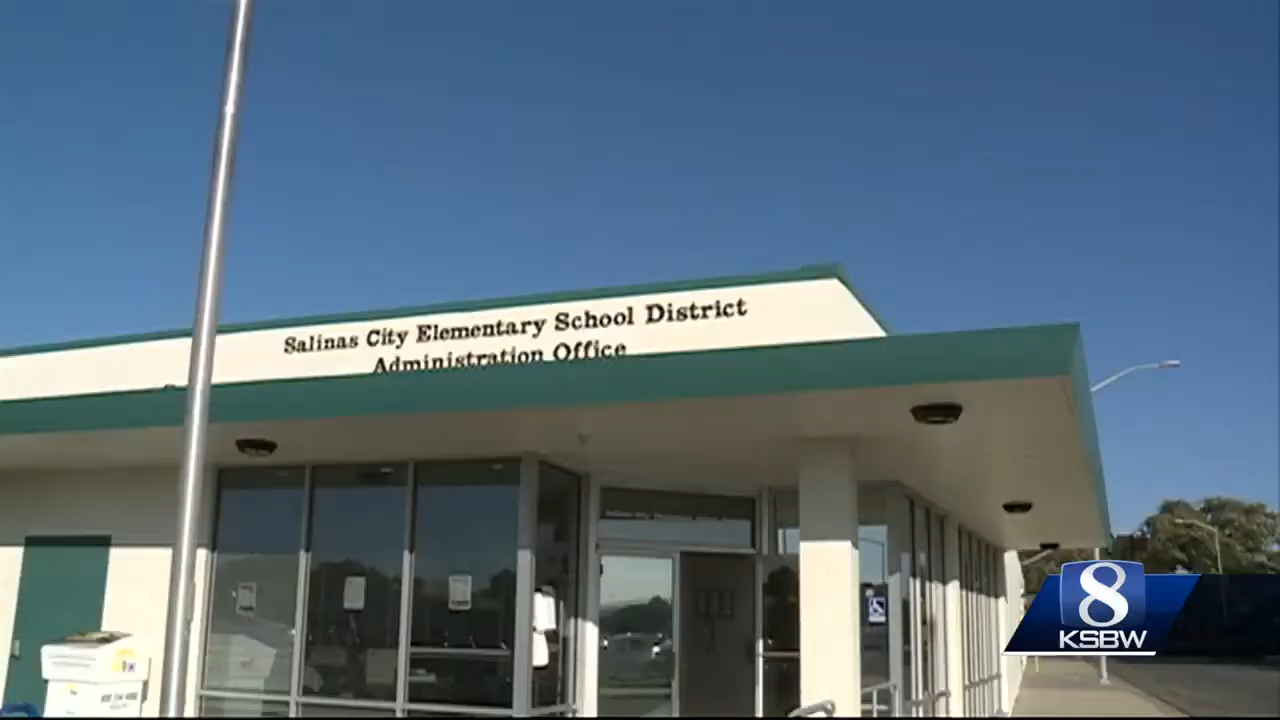 Salinas City Elementary School District
Administration Office
8
KSBW